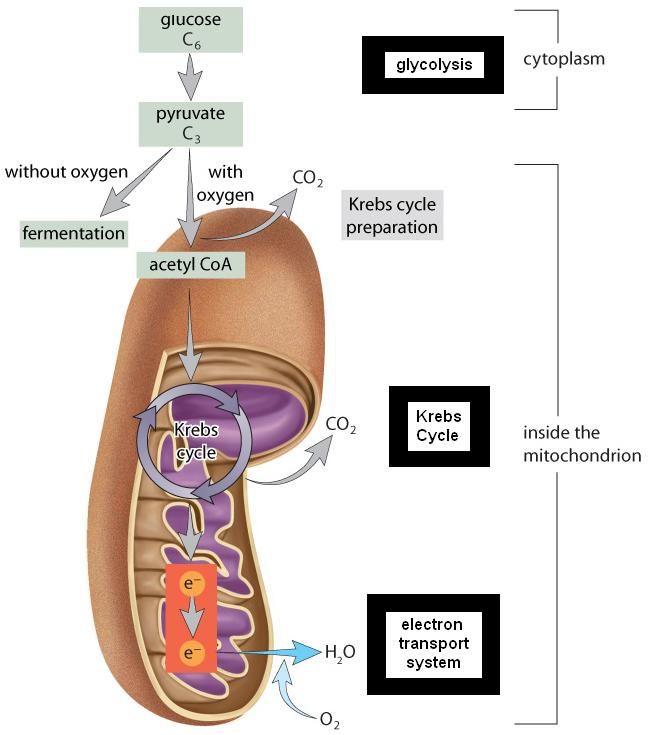 glucose
C₆
glycolysis
cytoplasm
pyruvate
C₃
without oxygen
with
oxygen
CO₂
Krebs cycle
preparation
fermentation
acetyl CoA
Krebs
cycle
CO₂
Krebs
Cycle
inside the
mitochondrion
e⁻
e⁻
electron
transport
system
H₂O
O₂